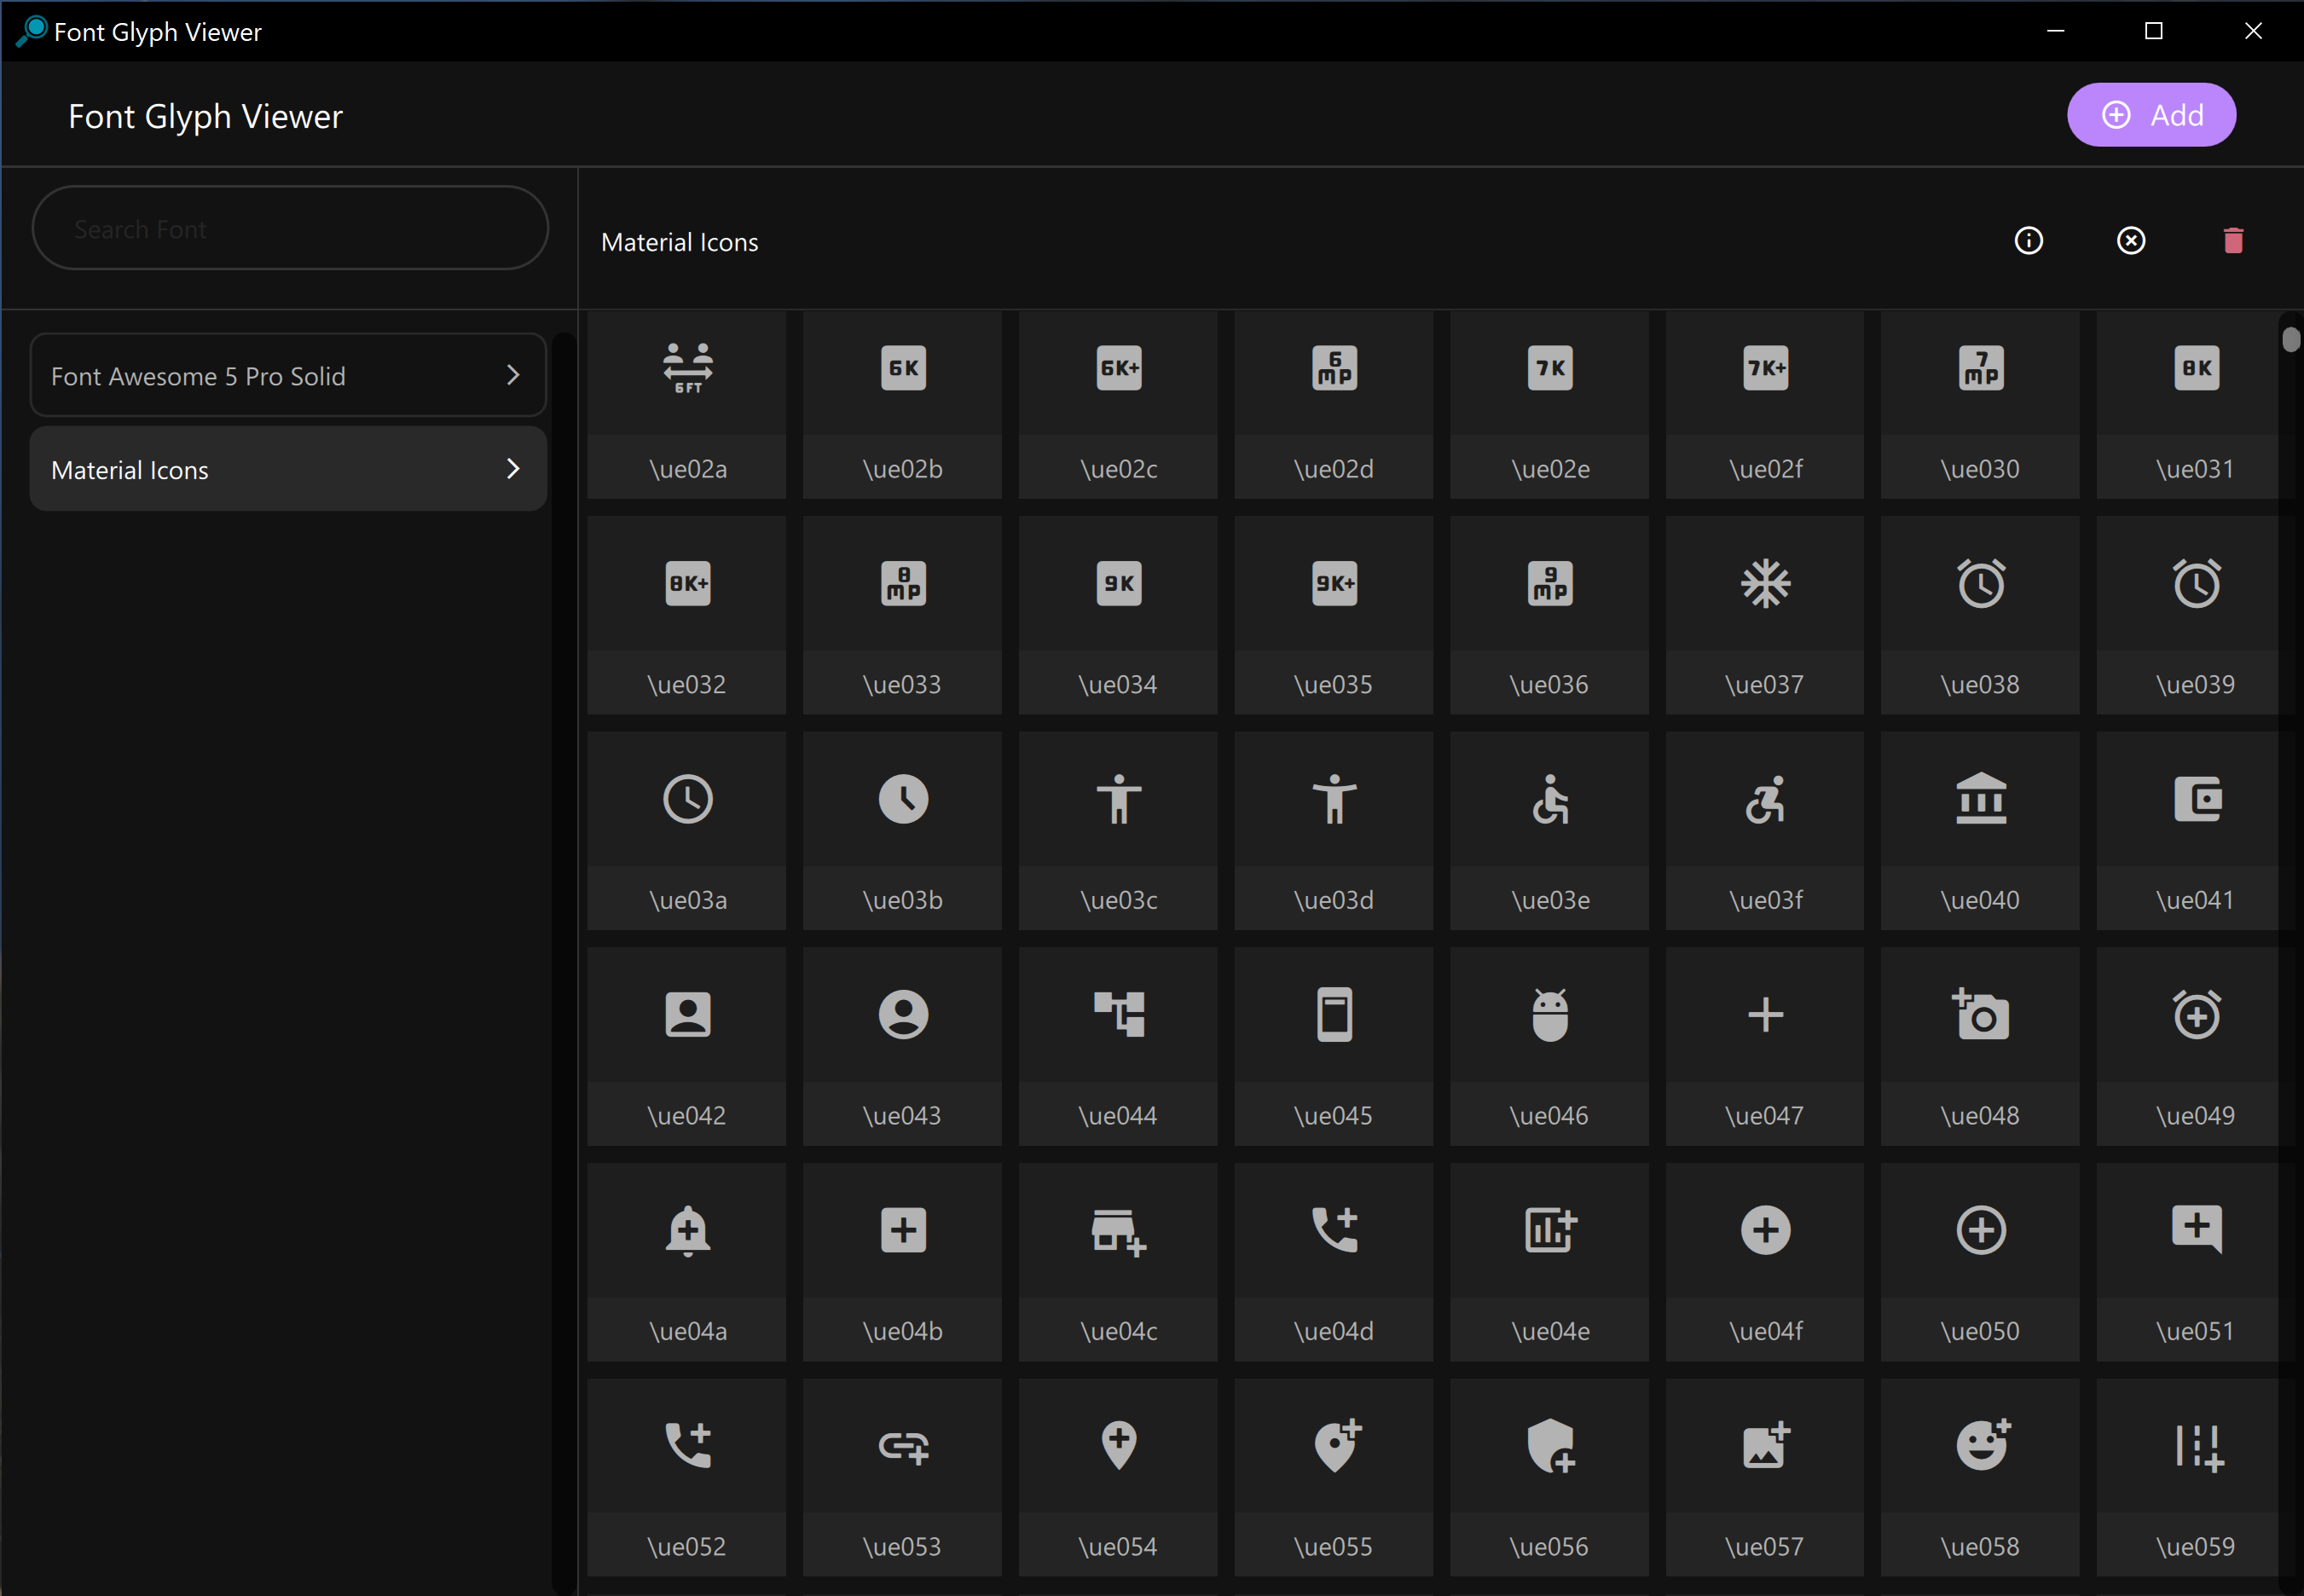 Font Glyph Viewer
Font Glyph Viewer
Add
Search Font
Material Icons
Font Awesome 5 Pro Solid
Material Icons
6FT 6K 6K+ 6 MP 7K 7K+ 7 MP 8K
\ue02a \ue02b \ue02c \ue02d \ue02e \ue02f \ue030 \ue031
8K+ 8 MP 9K 9K+ 9 MP
\ue032 \ue033 \ue034 \ue035 \ue036 \ue037 \ue038 \ue039
\ue03a \ue03b \ue03c \ue03d \ue03e \ue03f \ue040 \ue041
\ue042 \ue043 \ue044 \ue045 \ue046 \ue047 \ue048 \ue049
\ue04a \ue04b \ue04c \ue04d \ue04e \ue04f \ue050 \ue051
\ue052 \ue053 \ue054 \ue055 \ue056 \ue057 \ue058 \ue059